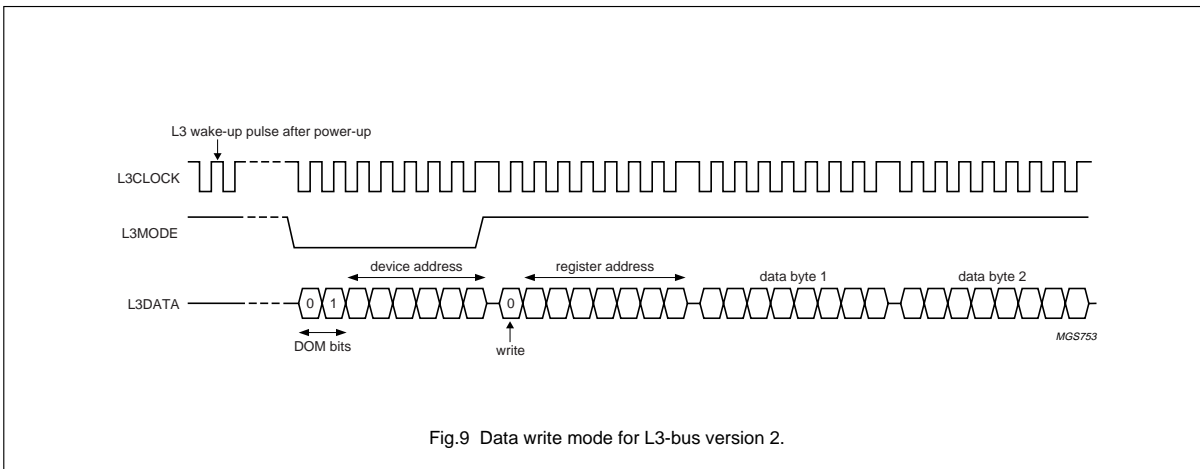 L3 wake-up pulse after power-up
L3CLOCK
L3MODE
device address
register address
data byte 1
data byte 2
L3DATA
0
1
0
DOM bits
write
MGS753
Fig.9 Data write mode for L3-bus version 2.